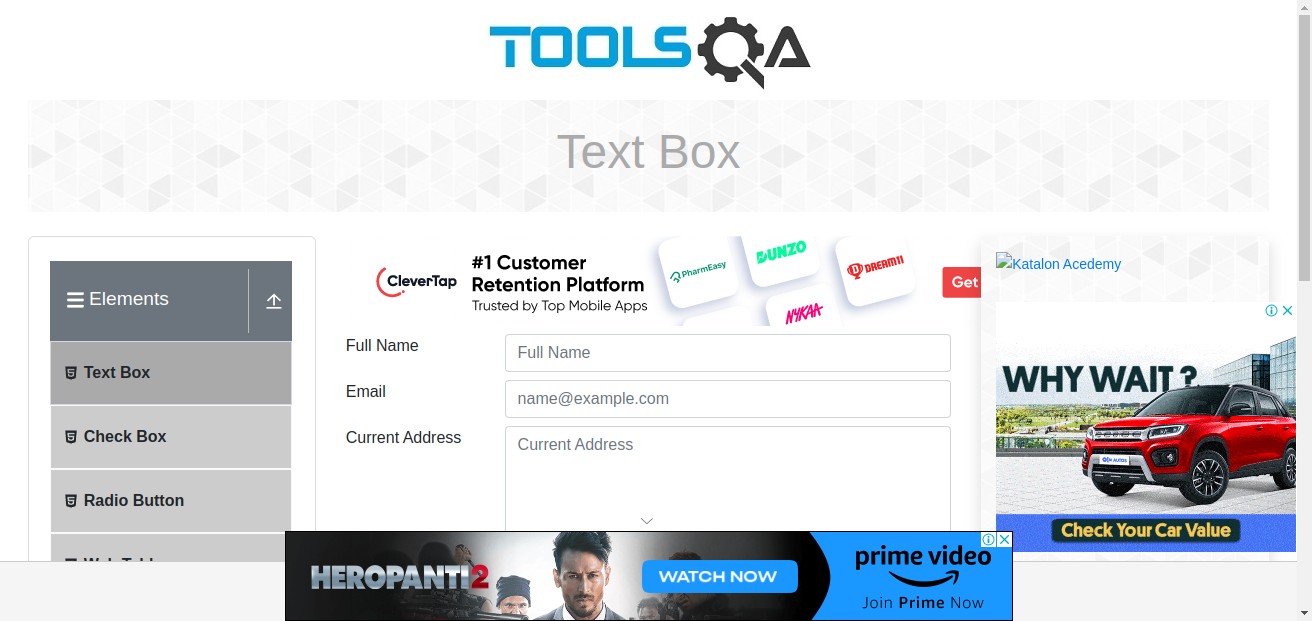 TOOLSQA
Text Box
Elements
Text Box
Check Box
Radio Button
CleverTap
#1 Customer
Retention Platform
Trusted by Top Mobile Apps
PharmEasy
DUNZO
DREAM11
NYKAA
Get
Full Name
Full Name
Email
name@example.com
Current Address
Current Address
Katalon Acedemy
WHY WAIT ?
AUTOS
Check Your Car Value
HEROPANTI 2
WATCH NOW
prime video
Join Prime Now